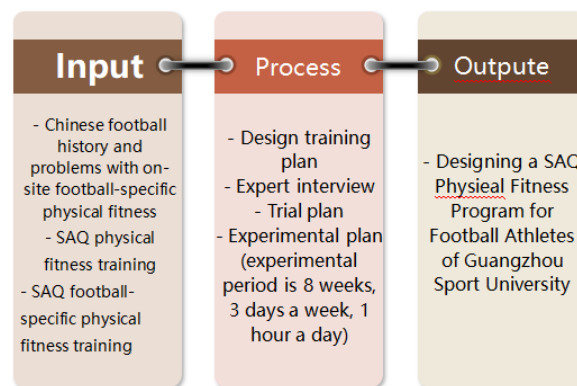 Input
- Chinese football
history and
problems with on-
site football-specific
physical fitness
- SAQ physical
fitness training
- SAQ football-
specific physical
fitness training
Process
- Design training
plan
- Expert interview
- Trial plan
- Experimental plan
(experimental
period is 8 weeks,
3 days a week, 1
hour a day)
Outpute
- Designing a SAQ
Physieal Fitness
Program for
Football Athletes
of Guangzhou
Sport University